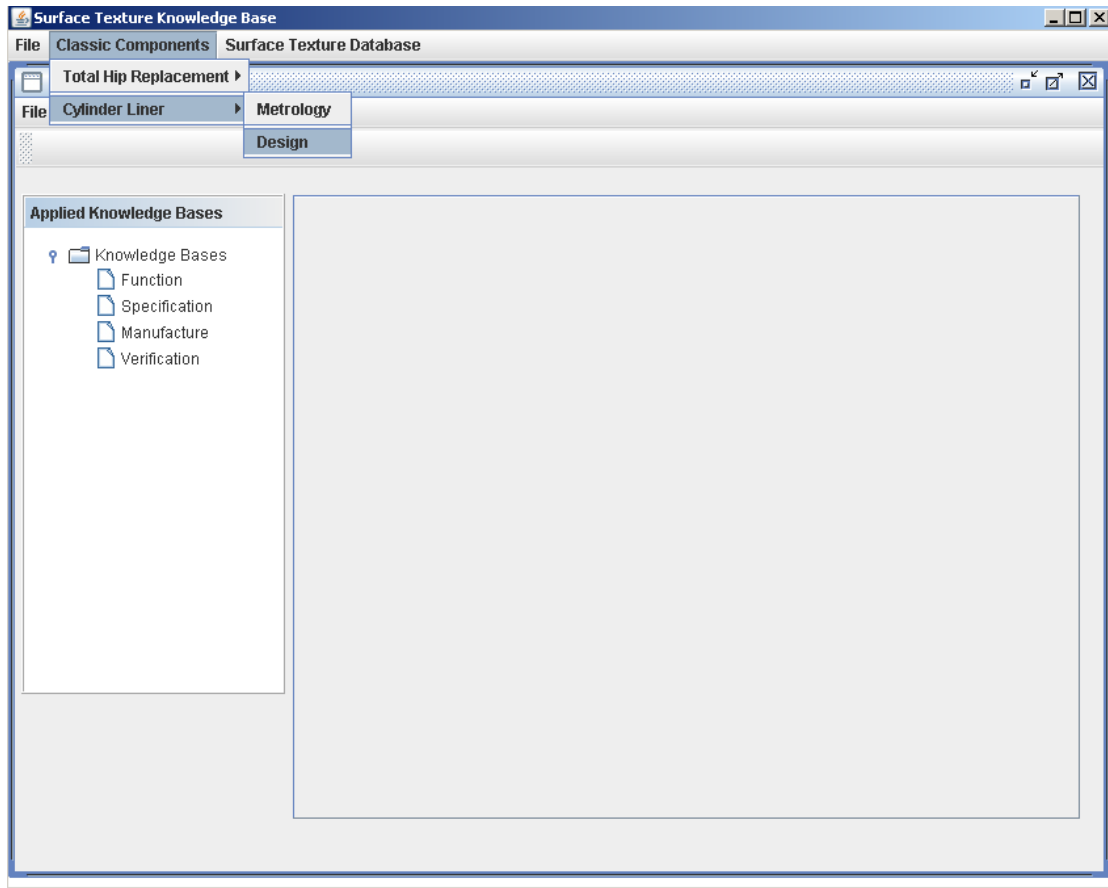 Surface Texture Knowledge Base
File Classic Components Surface Texture Database
Total Hip Replacement
File Cylinder Liner Metrology
Design
Applied Knowledge Bases
Knowledge Bases
Function
Specification
Manufacture
Verification